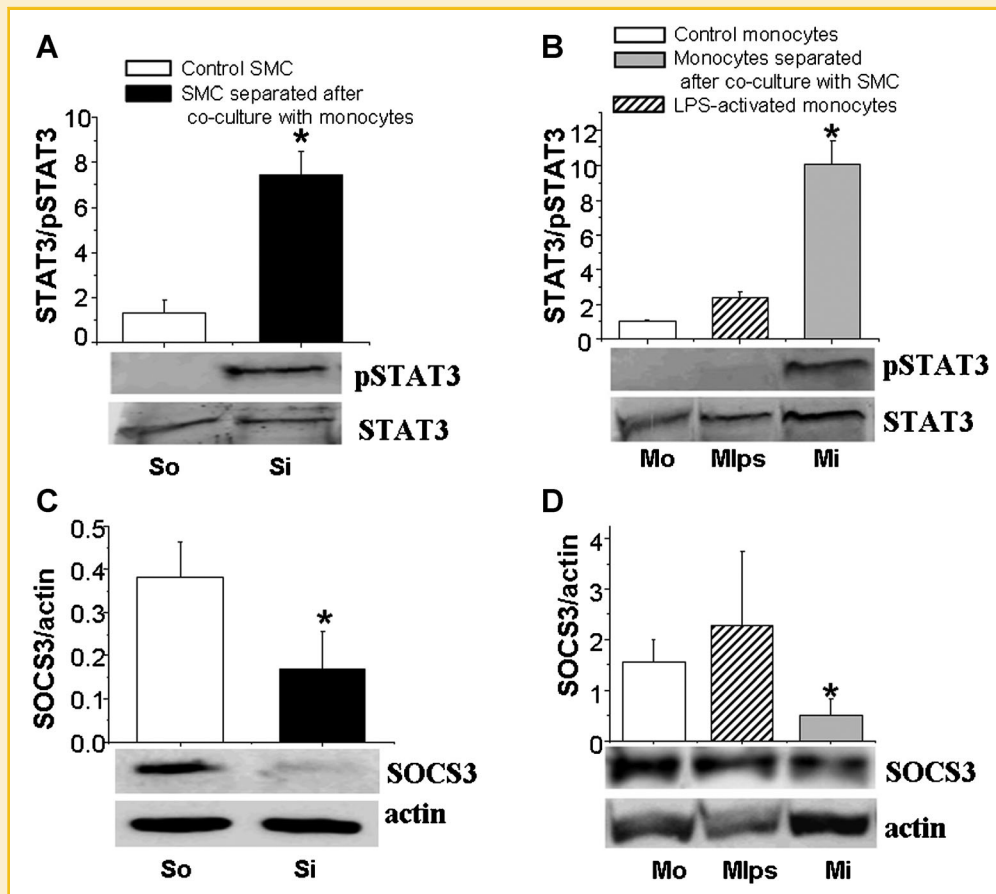 A
Control SMC
SMC separated after
co-culture with monocytes
STAT3/pSTAT3
10
8
6
4
2
0
*
pSTAT3
STAT3
So
Si
B
Control monocytes
Monocytes separated
after co-culture with SMC
LPS-activated monocytes
STAT3/pSTAT3
12
10
8
6
4
2
0
*
pSTAT3
STAT3
Mo
Mlps
Mi
C
SOCS3/actin
0.5
0.4
0.3
0.2
0.1
0.0
*
SOCS3
actin
So
Si
D
SOCS3/actin
4
3
2
1
0
*
SOCS3
actin
Mo
Mlps
Mi